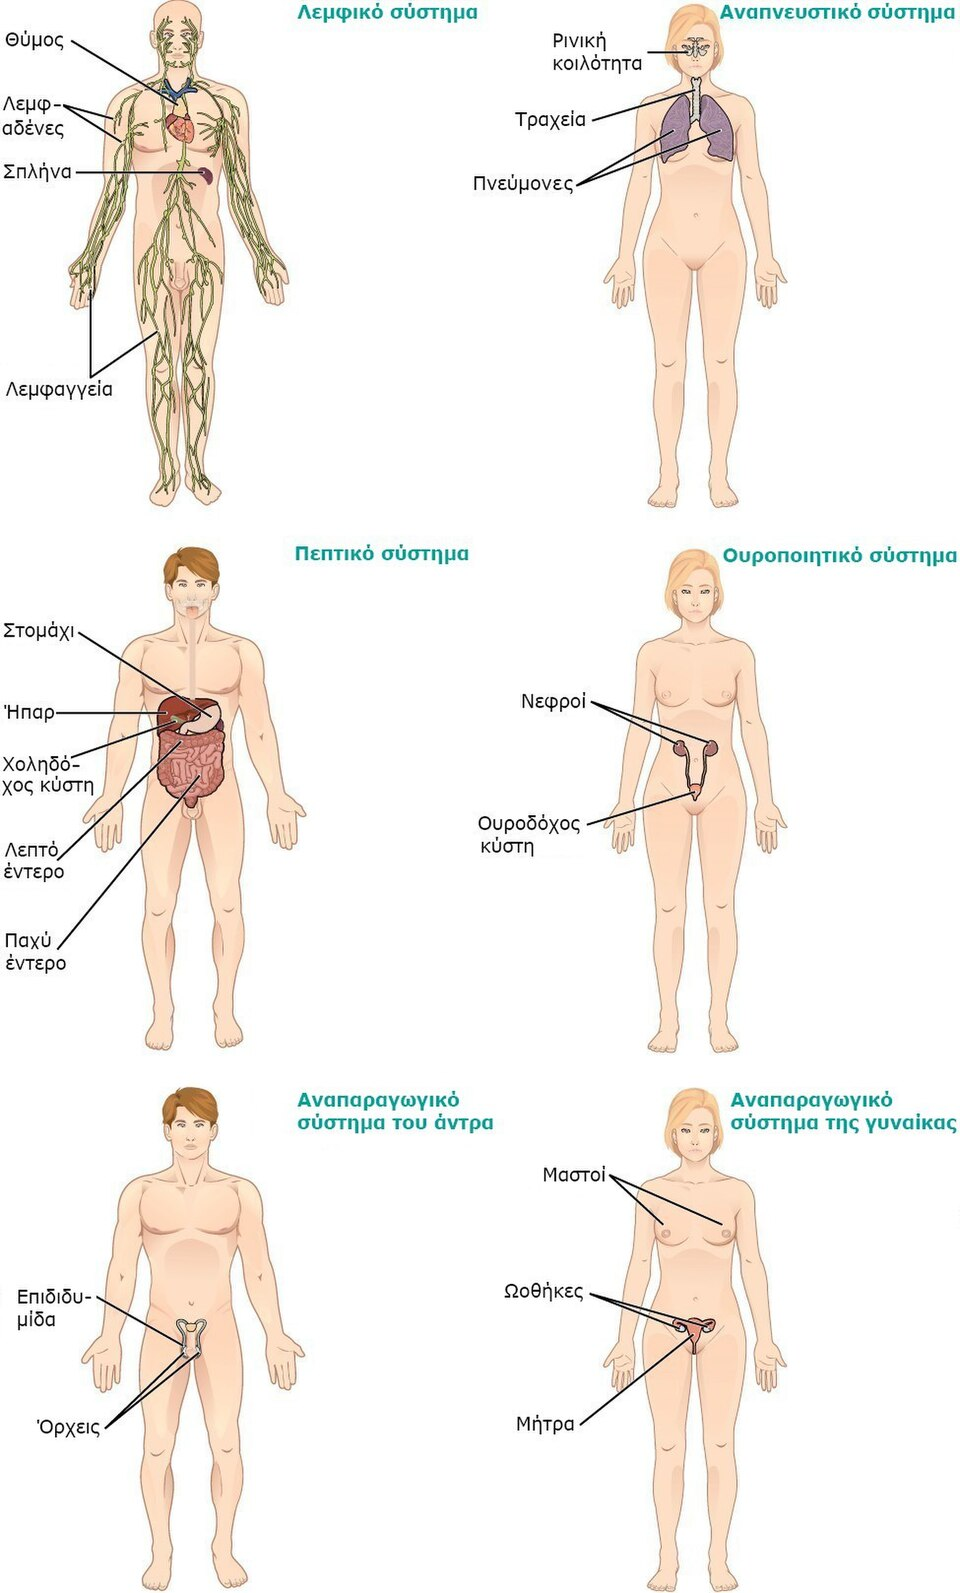 Λεμφικό σύστημα
Θύμος
Λεμφ-
αδένες
Σπλήνα
Λεμφαγγεία
Αναπνευστικό σύστημα
Ρινική
κοιλότητα
Τραχεία
Πνεύμονες
Πεπτικό σύστημα
Στομάχι
Ήπαρ
Χοληδό-
χος κύστη
Λεπτό
έντερο
Παχύ
έντερο
Ουροποιητικό σύστημα
Νεφροί
Ουροδόχος
κύστη
Αναπαραγωγικό
σύστημα του άντρα
Επιδιδυ-
μίδα
Όρχεις
Αναπαραγωγικό
σύστημα της γυναίκας
Μαστοί
Ωοθήκες
Μήτρα